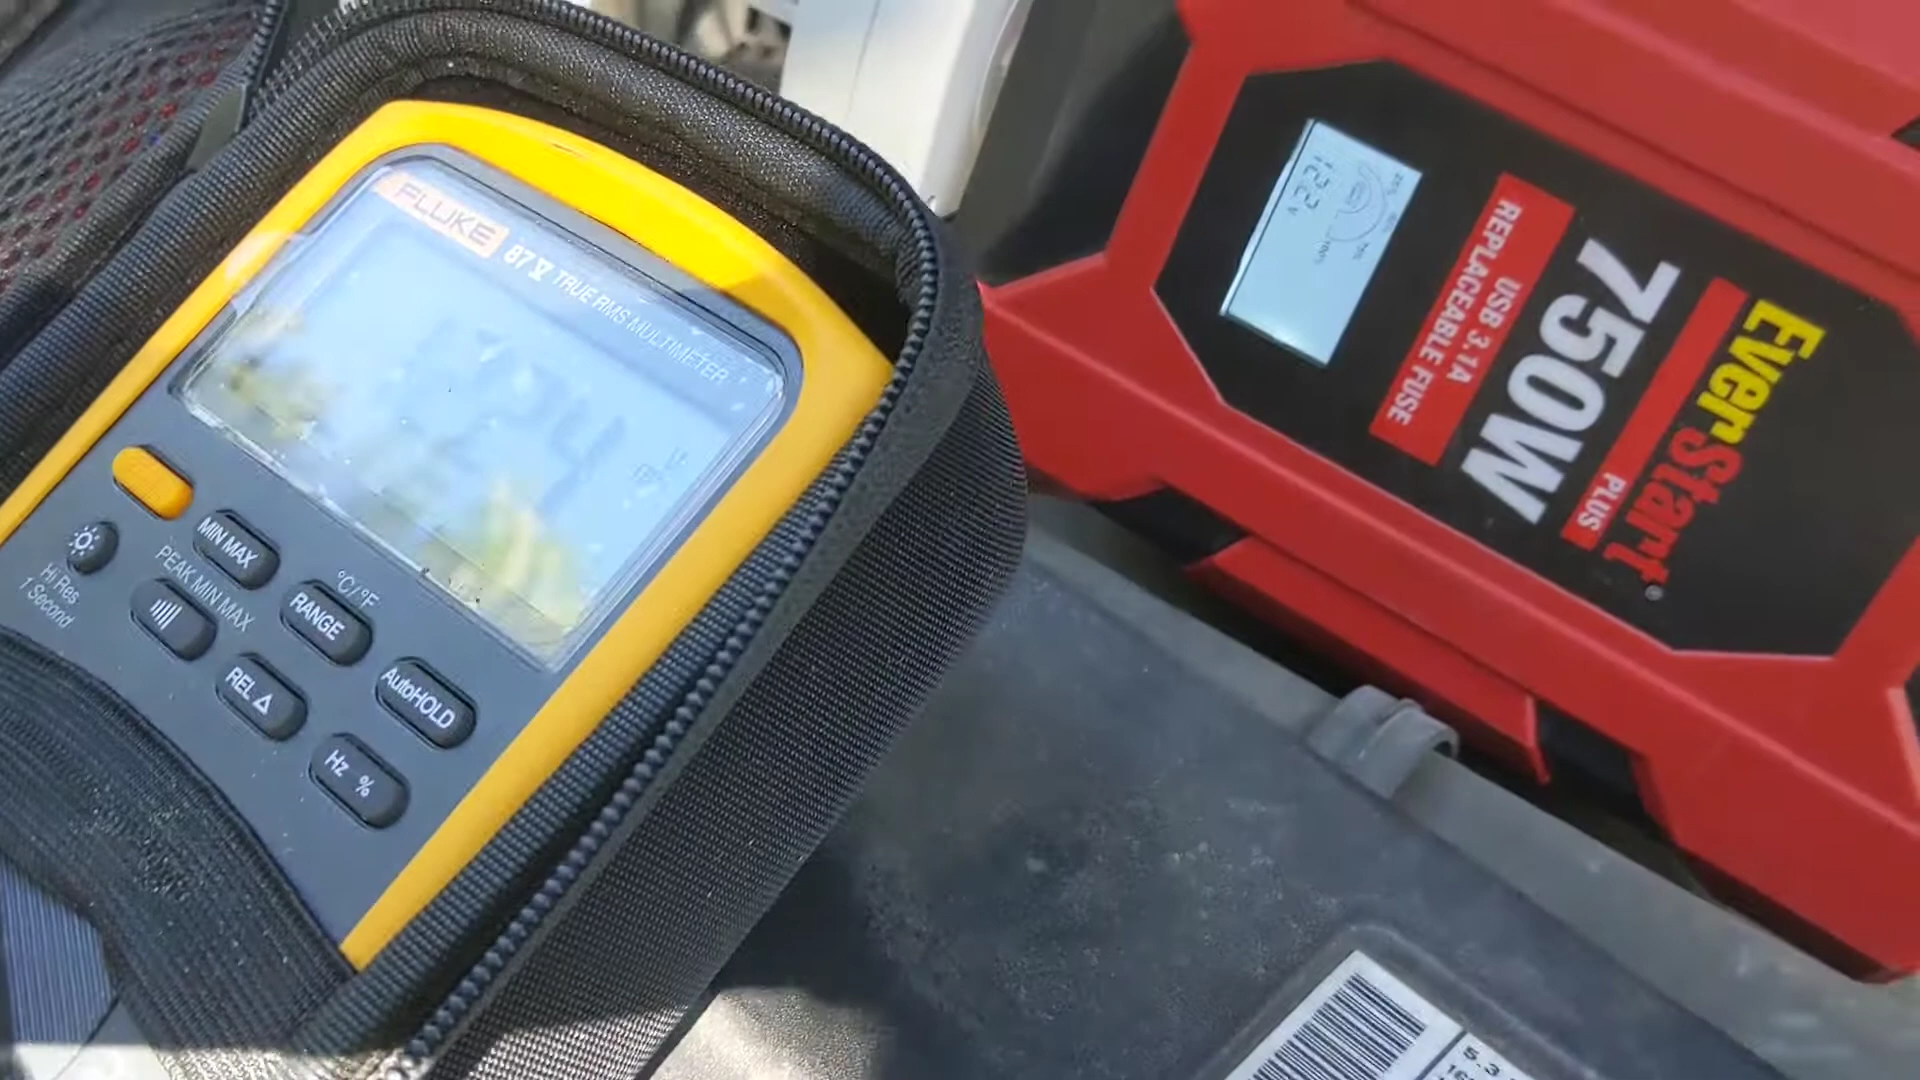 FLUKE
87 V TRUE RMS MULTIMETER
MIN MAX
PEAK MIN MAX
HI Res
1 Second
°C/°F
RANGE
REL Δ
AutoHOLD
Hz %
EverStart®
PLUS
750W
USB 3.1A
REPLACEABLE FUSE